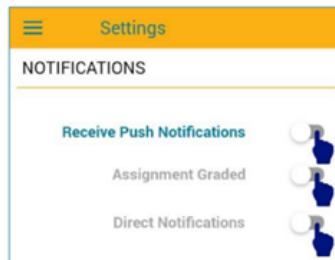 Settings
NOTIFICATIONS
Receive Push Notifications
Assignment Graded
Direct Notifications